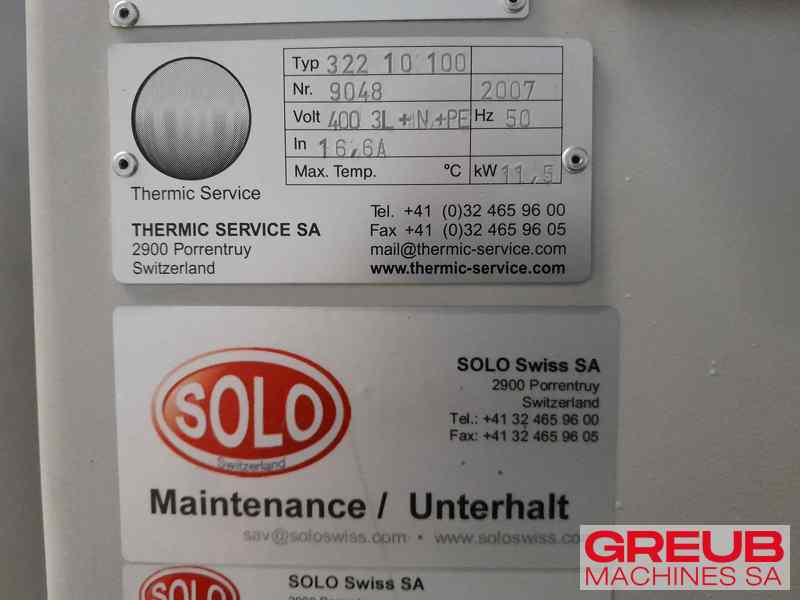 Typ 322 10 100
Nr. 9048 2007
Volt 400 3L+N+PE Hz 50
In 16,6A
Max. Temp. °C kW 11,5
Thermic Service
THERMIC SERVICE SA
2900 Porrentruy
Switzerland
Tel. +41 (0)32 465 96 00
Fax +41 (0)32 465 96 05
mail@thermic-service.com
www.thermic-service.com
SOLO
Switzerland
SOLO Swiss SA
2900 Porrentruy
Switzerland
Tel.: +41 32 465 96 00
Fax: +41 32 465 96 05
Maintenance / Unterhalt
sav@soloswiss.com • www.soloswiss.co
GREUB
MACHINES SA
SOLO
SOLO Swiss SA